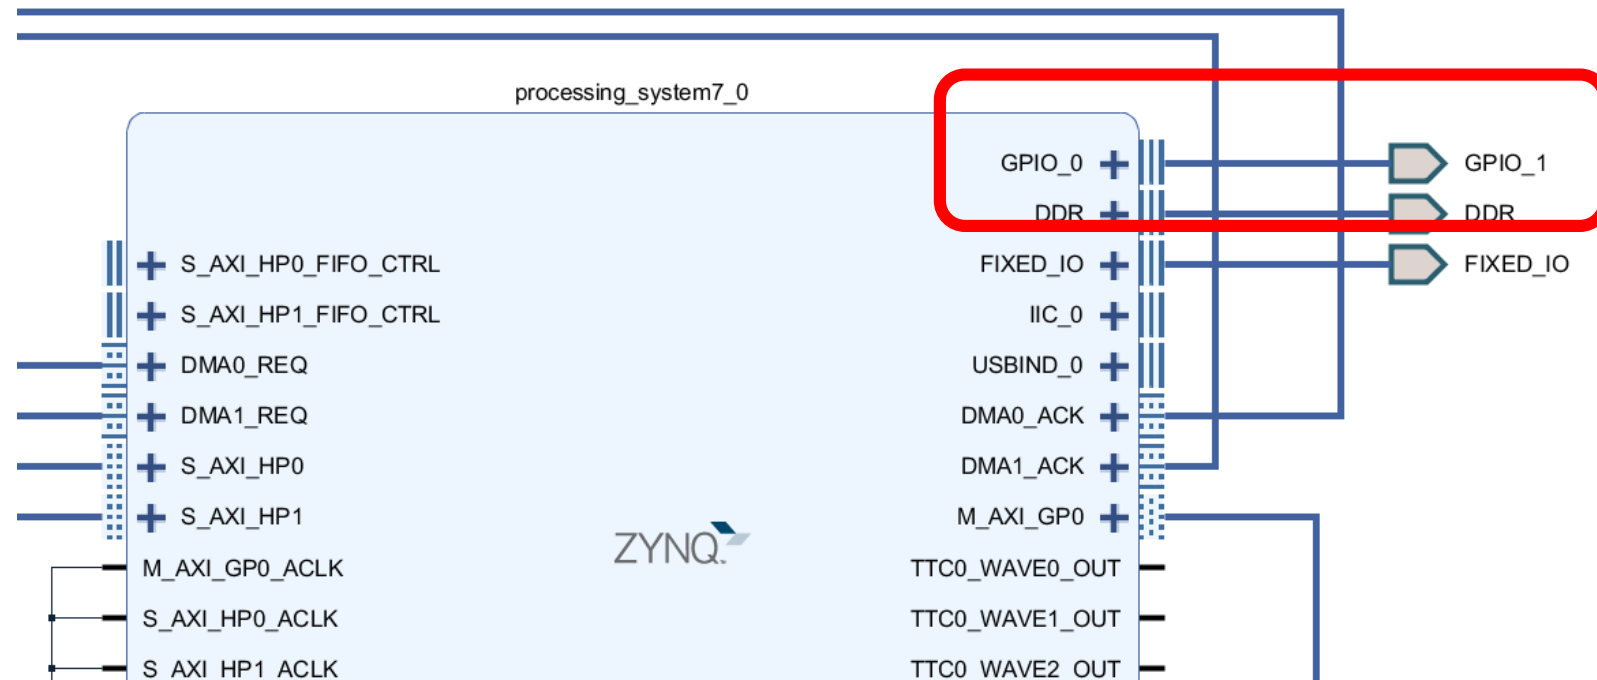 processing_system7_0
GPIO_0 GPIO_1
DDR DDR
S_AXI_HP0_FIFO_CTRL FIXED_IO FIXED_IO
S_AXI_HP1_FIFO_CTRL IIC_0
DMA0_REQ USBIND_0
DMA1_REQ DMA0_ACK
S_AXI_HP0 DMA1_ACK
S_AXI_HP1 M_AXI_GP0
ZYNQ
M_AXI_GP0_ACLK TTC0_WAVE0_OUT
S_AXI_HP0_ACLK TTC0_WAVE1_OUT
S_AXI_HP1_ACLK TTC0_WAVE2_OUT